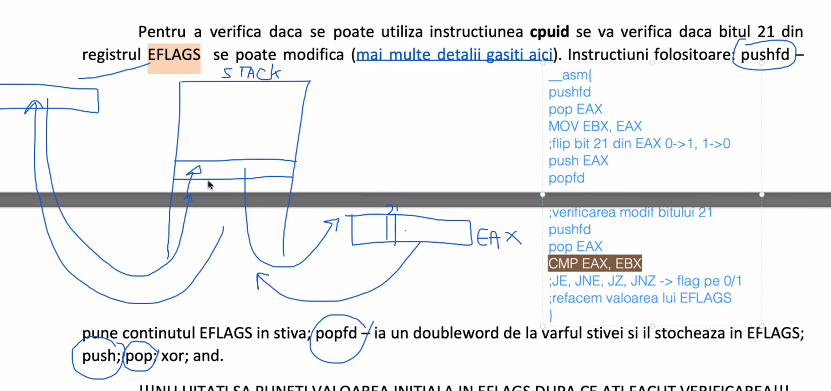 Pentru a verifica daca se poate utiliza instructiunea cpuid se va verifica daca bitul 21 din
registrul EFLAGS se poate modifica (mai multe detalii gasiti aici). Instructiuni folositoare: pushfd –
STACK
__asm{
pushfd
pop EAX
MOV EBX, EAX
;flip bit 21 din EAX 0->1, 1->0
push EAX
popfd
21
;verificarea modif bitului 21
pushfd
pop EAX
EAX
CMP EAX, EBX
;JE, JNE, JZ, JNZ -> flag pe 0/1
;refacem valoarea lui EFLAGS
}
pune continutul EFLAGS in stiva; popfd – ia un doubleword de la varful stivei si il stocheaza in EFLAGS;
push; pop; xor; and.
!!!NU UITATI SA PUNETI VALOAREA INITIALA IN EFLAGS DUPA CE ATI FACUT VERIFICAREA!!!